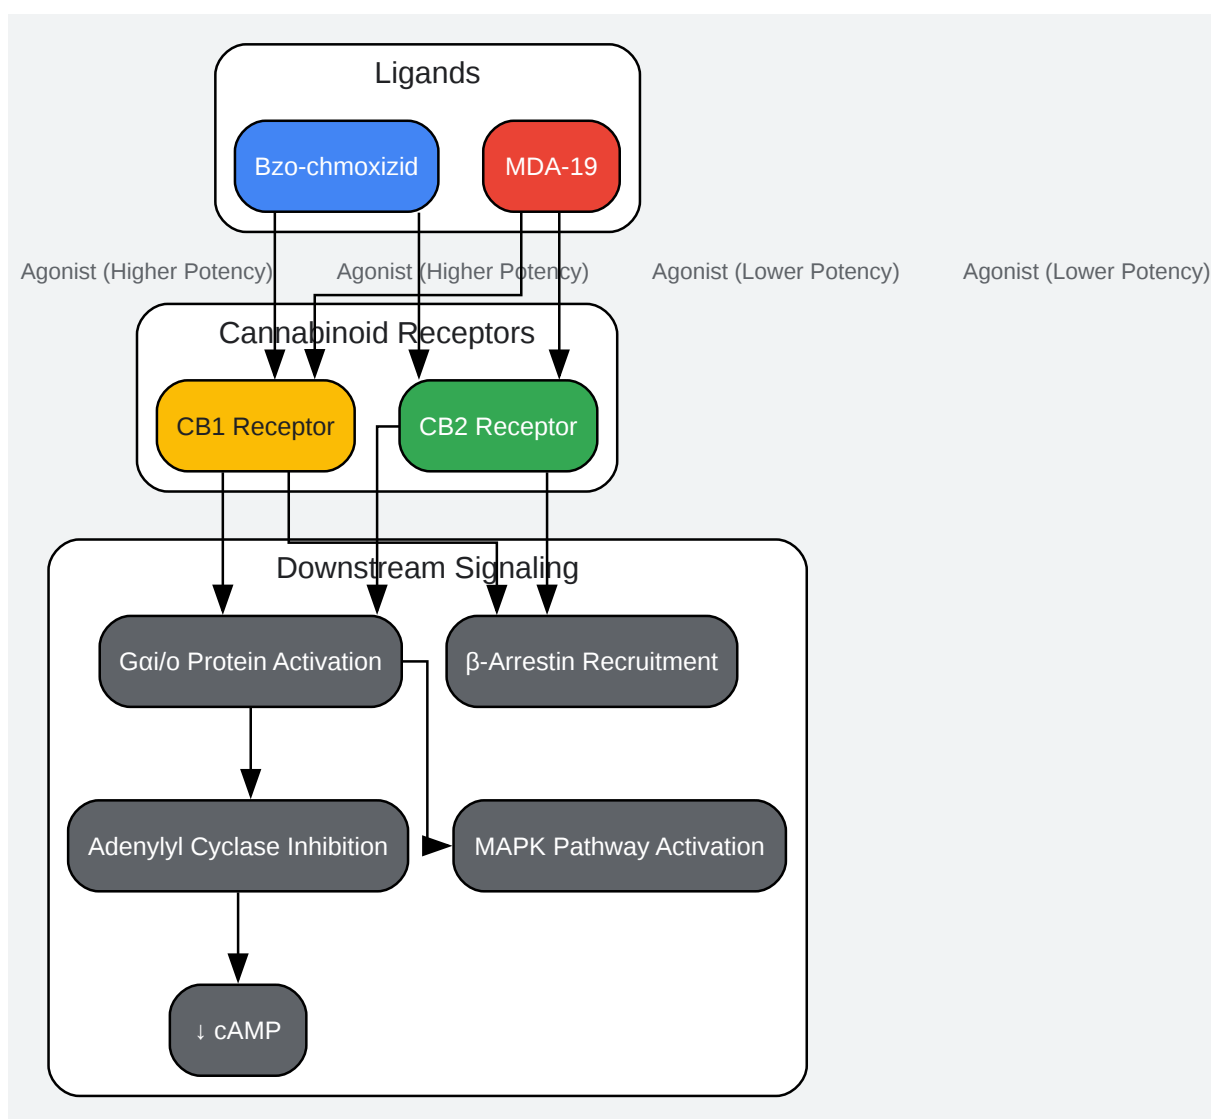 Ligands
Bzo-chmoxizid
MDA-19
Agonist (Higher Potency)
Agonist (Higher Potency)
Agonist (Lower Potency)
Agonist (Lower Potency)
Cannabinoid Receptors
CB1 Receptor
CB2 Receptor
Downstream Signaling
Gαi/o Protein Activation
β-Arrestin Recruitment
Adenylyl Cyclase Inhibition
MAPK Pathway Activation
↓ cAMP